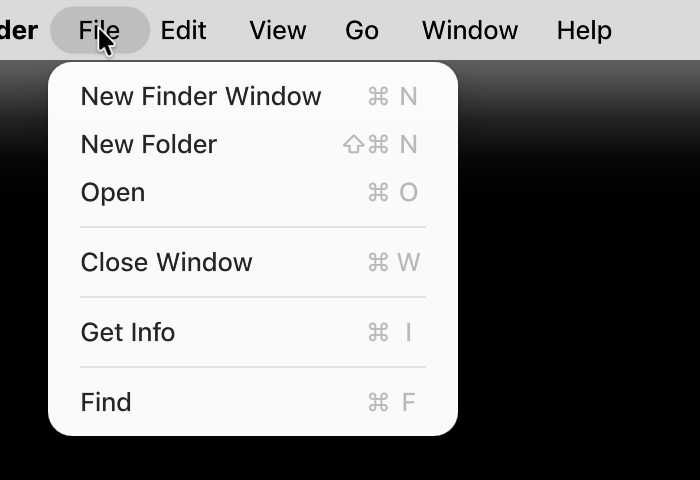 der File Edit View Go Window Help
New Finder Window ⌘ N
New Folder ⇧⌘ N
Open ⌘ O
Close Window ⌘ W
Get Info ⌘ I
Find ⌘ F